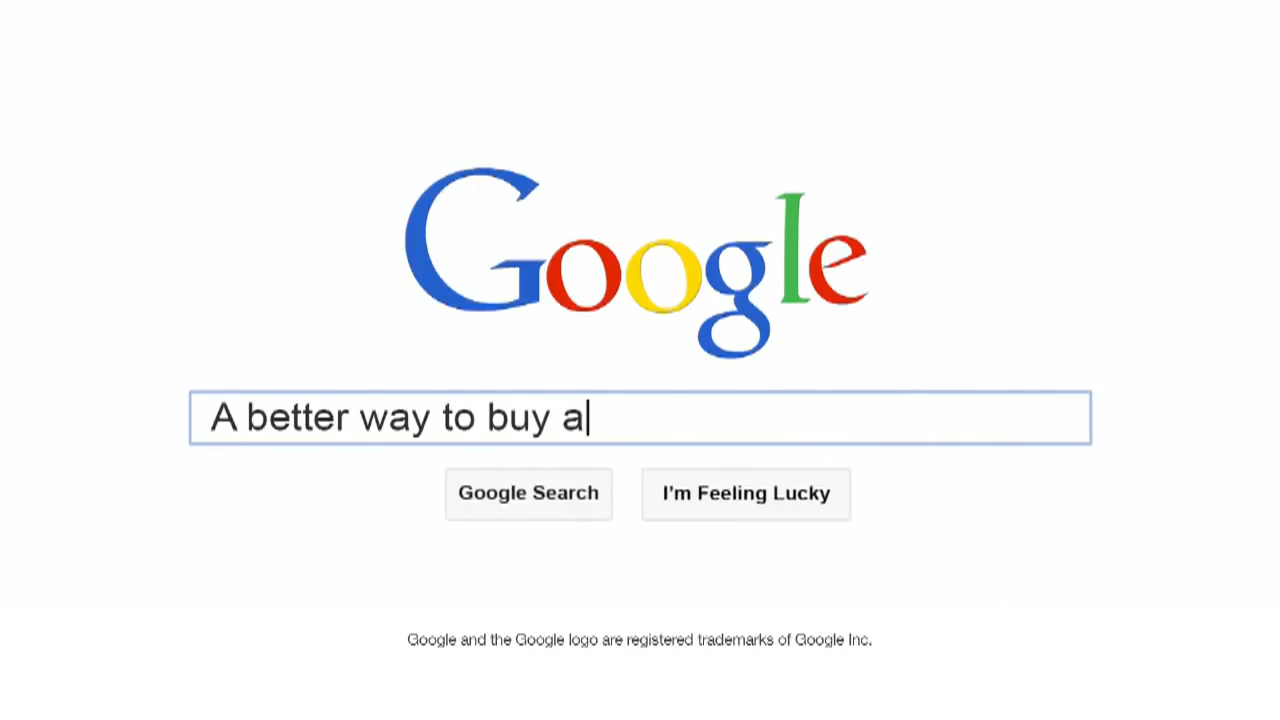 Google
A better way to buy a
Google Search
I'm Feeling Lucky
Google and the Google logo are registered trademarks of Google Inc.